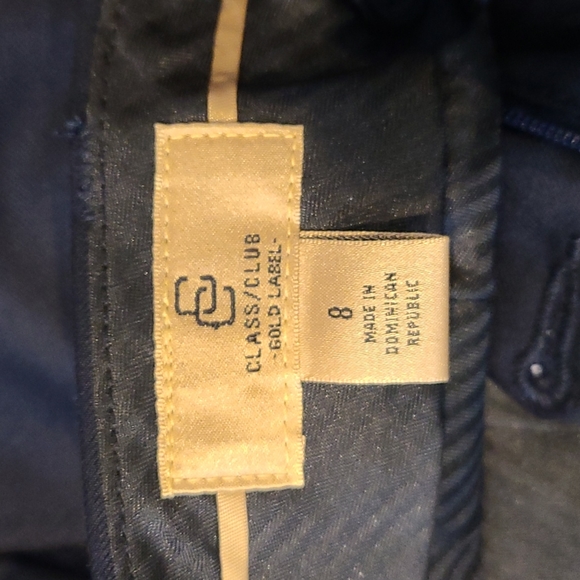 CLASS/CLUB
-GOLD LABEL-
8
MADE IN
DOMINICAN
REPUBLIC